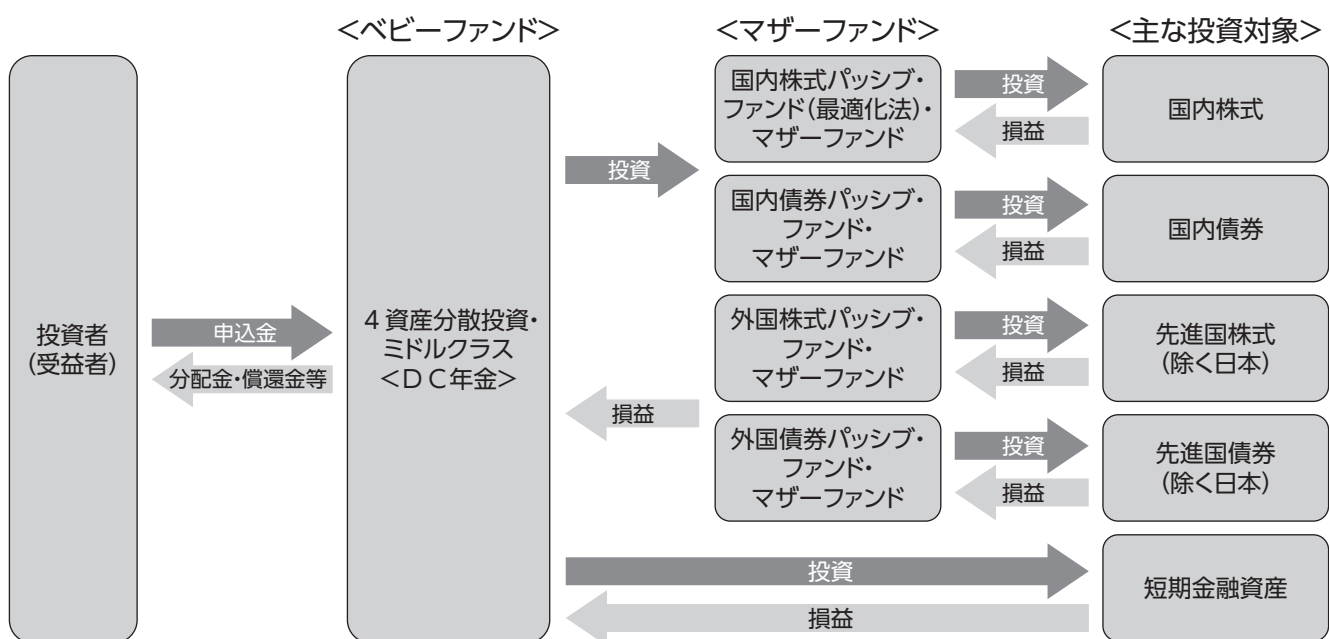 ＜ベビーファンド＞
＜マザーファンド＞
＜主な投資対象＞
投資者
(受益者)
申込金
分配金・償還金等
4資産分散投資・
ミドルクラス
＜ＤＣ年金＞
投資
損益
国内株式パッシブ・
ファンド(最適化法)・
マザーファンド
投資
損益
国内株式
国内債券パッシブ・
ファンド・
マザーファンド
投資
損益
国内債券
外国株式パッシブ・
ファンド・
マザーファンド
投資
損益
先進国株式
(除く日本)
外国債券パッシブ・
ファンド・
マザーファンド
投資
損益
先進国債券
(除く日本)
投資
損益
短期金融資産